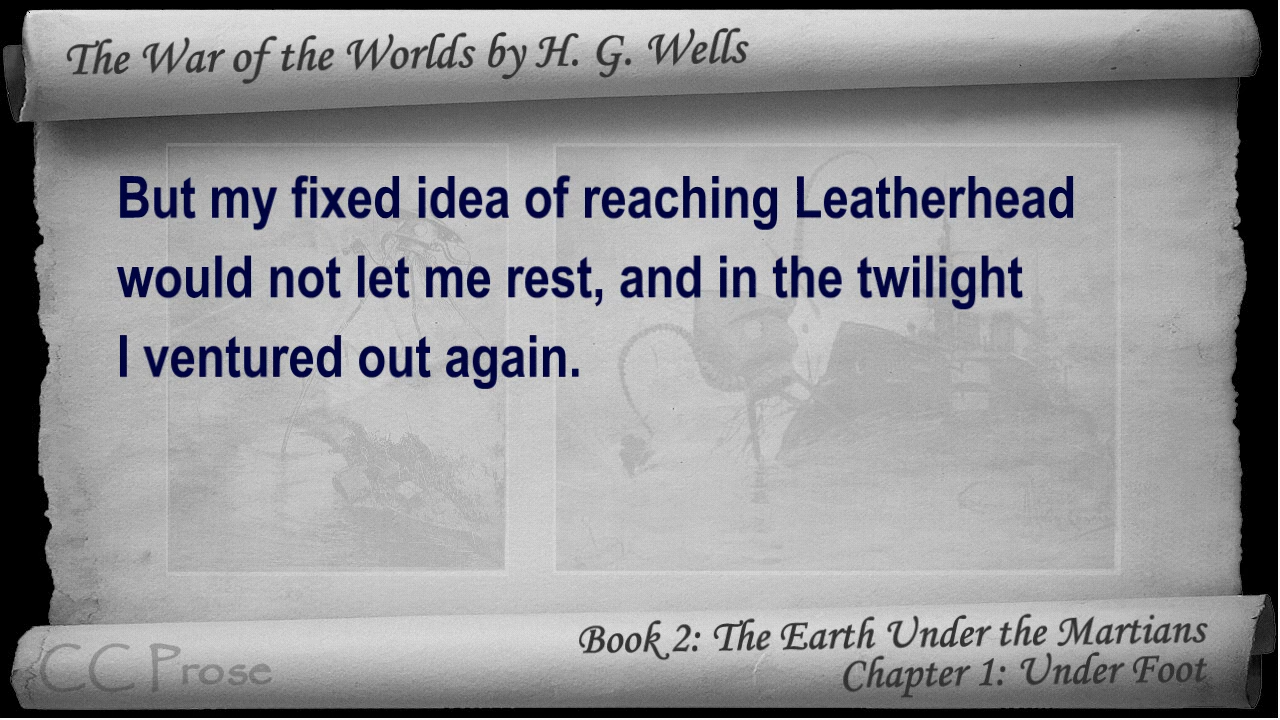 The War of the Worlds by H. G. Wells
But my fixed idea of reaching Leatherhead
would not let me rest, and in the twilight
I ventured out again.
Book 2: The Earth Under the Martians
Chapter 1: Under Foot
CC Prose